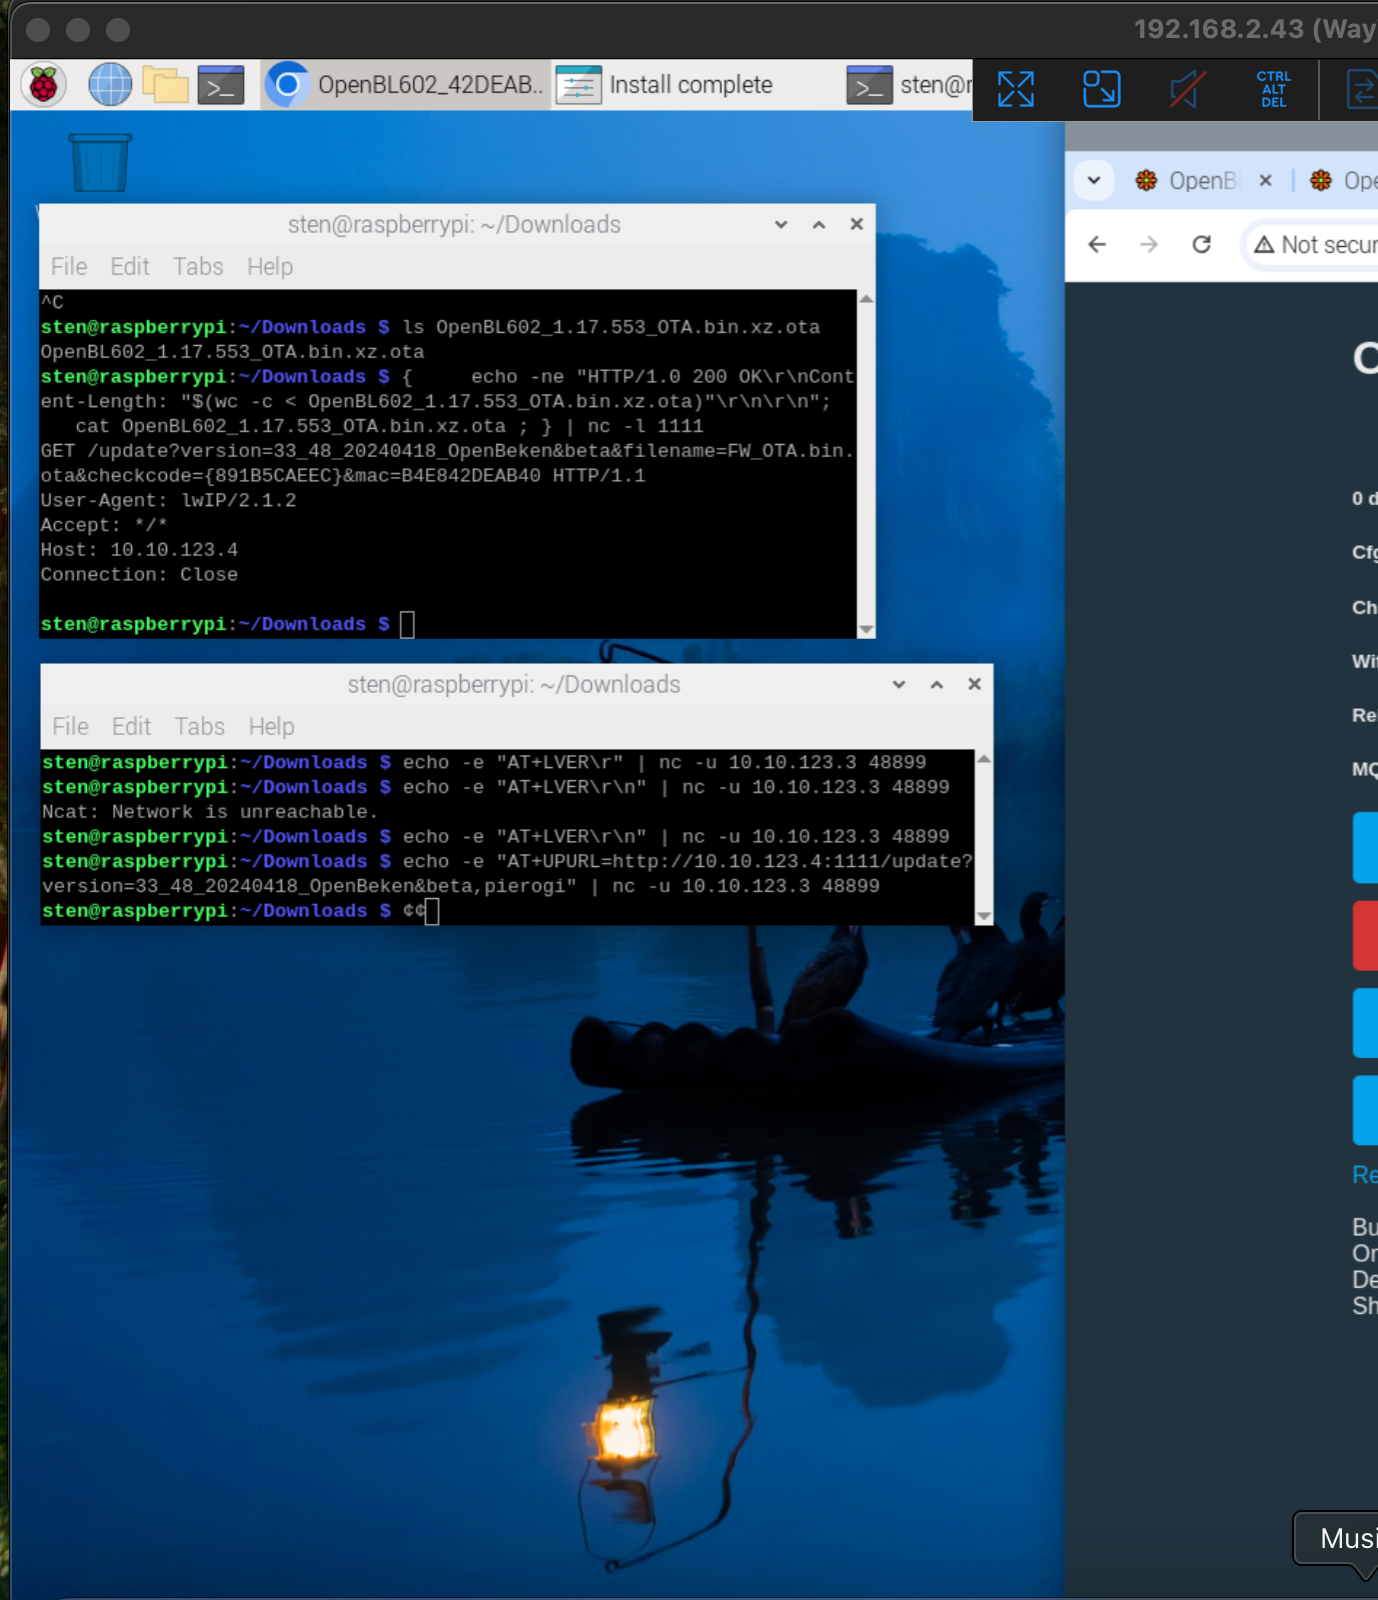 192.168.2.43 (Way
OpenBL602_42DEAB..
Install complete
sten@r
CTRL
ALT
DEL
OpenB
Ope
Not secur
sten@raspberrypi: ~/Downloads
File Edit Tabs Help
^C
sten@raspberrypi:~/Downloads $ ls OpenBL602_1.17.553_OTA.bin.xz.ota
OpenBL602_1.17.553_OTA.bin.xz.ota
sten@raspberrypi:~/Downloads $ {     echo -ne "HTTP/1.0 200 OK\r\nCont
ent-Length: "$(wc -c < OpenBL602_1.17.553_OTA.bin.xz.ota)"\r\n\r\n";
   cat OpenBL602_1.17.553_OTA.bin.xz.ota ; } | nc -l 1111
GET /update?version=33_48_20240418_OpenBeken&beta&filename=FW_OTA.bin.
ota&checkcode={891B5CAEEC}&mac=B4E842DEAB40 HTTP/1.1
User-Agent: lwIP/2.1.2
Accept: */*
Host: 10.10.123.4
Connection: Close
sten@raspberrypi:~/Downloads $
sten@raspberrypi: ~/Downloads
File Edit Tabs Help
sten@raspberrypi:~/Downloads $ echo -e "AT+LVER\r" | nc -u 10.10.123.3 48899
sten@raspberrypi:~/Downloads $ echo -e "AT+LVER\r\n" | nc -u 10.10.123.3 48899
Ncat: Network is unreachable.
sten@raspberrypi:~/Downloads $ echo -e "AT+LVER\r\n" | nc -u 10.10.123.3 48899
sten@raspberrypi:~/Downloads $ echo -e "AT+UPURL=http://10.10.123.4:1111/update?
version=33_48_20240418_OpenBeken&beta,pierogi" | nc -u 10.10.123.3 48899
sten@raspberrypi:~/Downloads $ ¢¢
O
0 d
Cfg
Ch
Wif
Re
MQ
Re
Bu
On
De
Sh
Musi